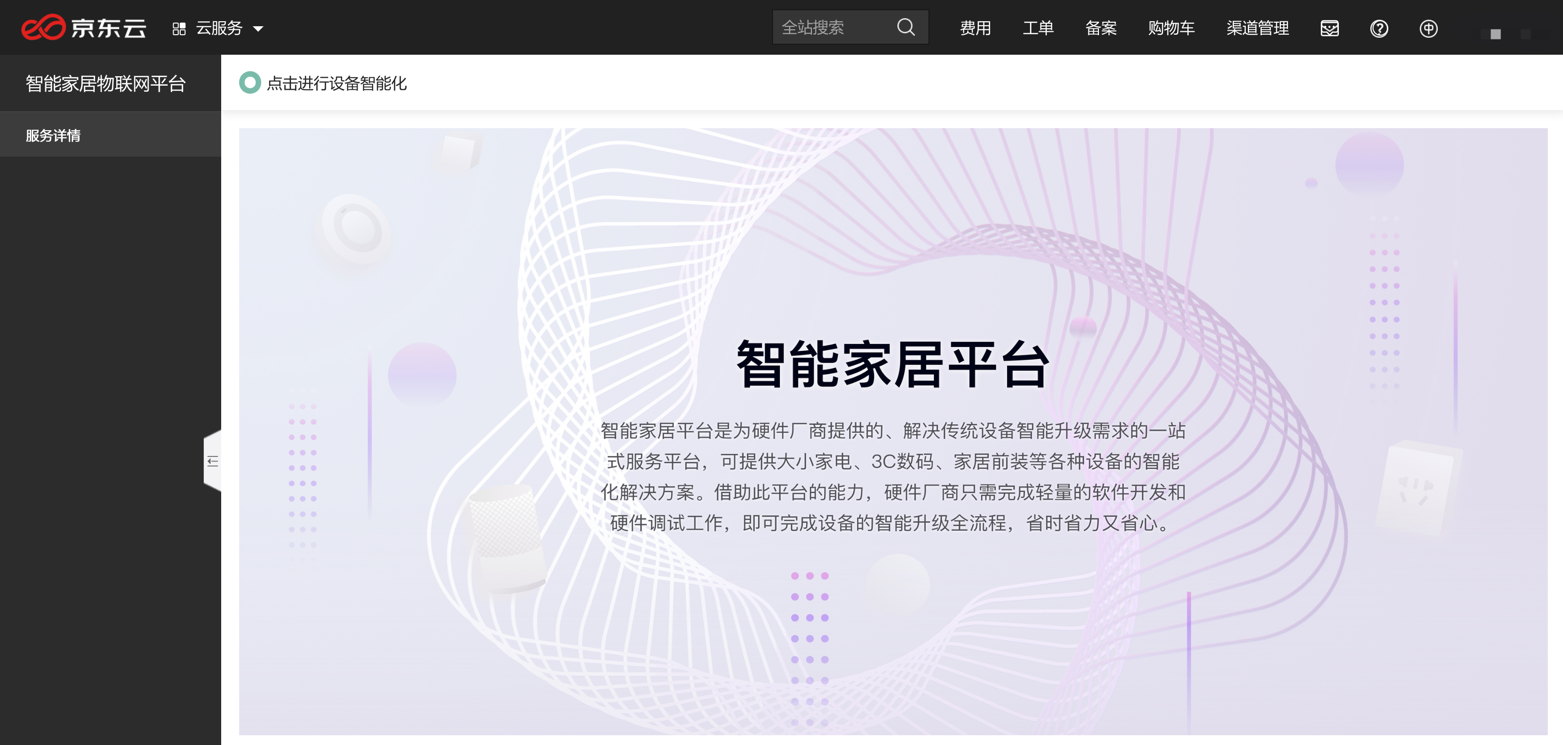 京东云
云服务
全站搜索
费用
工单
备案
购物车
渠道管理
中
智能家居物联网平台
服务详情
点击进行设备智能化
智能家居平台
智能家居平台是为硬件厂商提供的、解决传统设备智能升级需求的一站
式服务平台，可提供大小家电、3C数码、家居前装等各种设备的智能
化解决方案。借助此平台的能力，硬件厂商只需完成轻量的软件开发和
硬件调试工作，即可完成设备的智能升级全流程，省时省力又省心。